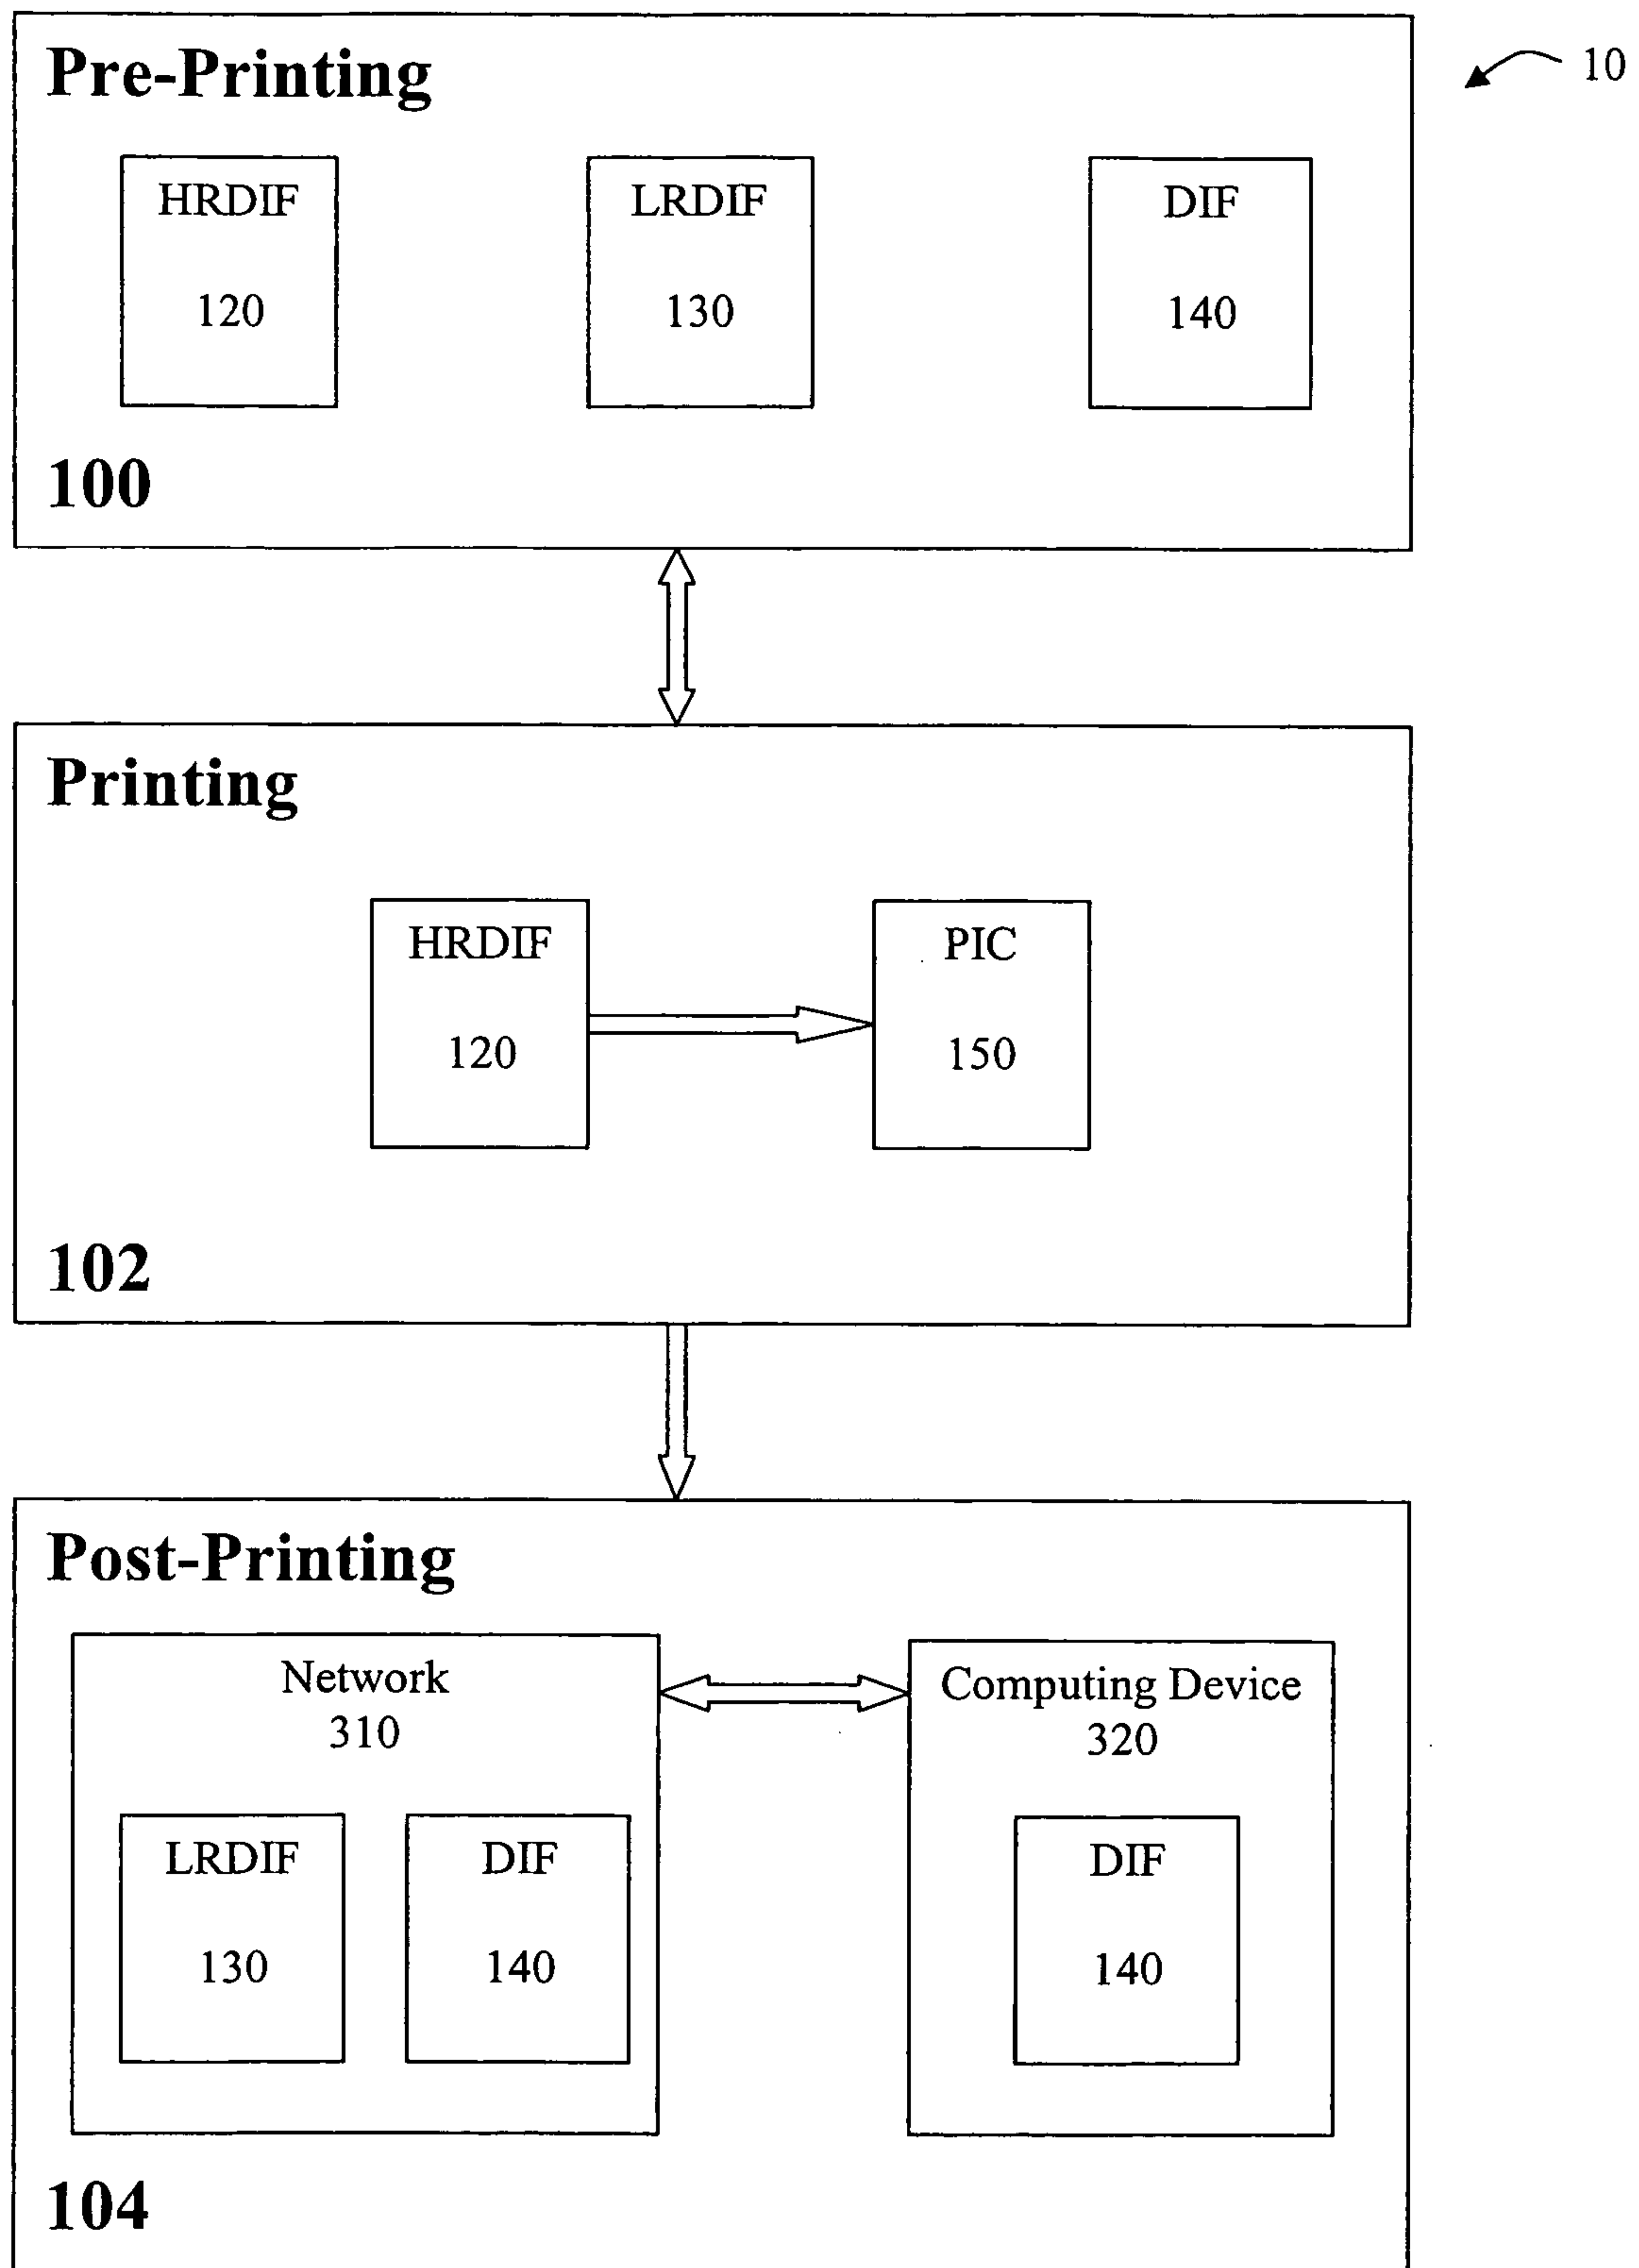 Pre-Printing
10
HRDIF
120
LRDIF
130
DIF
140
100
Printing
HRDIF
120
PIC
150
102
Post-Printing
Network
310
Computing Device
320
LRDIF
130
DIF
140
DIF
140
104